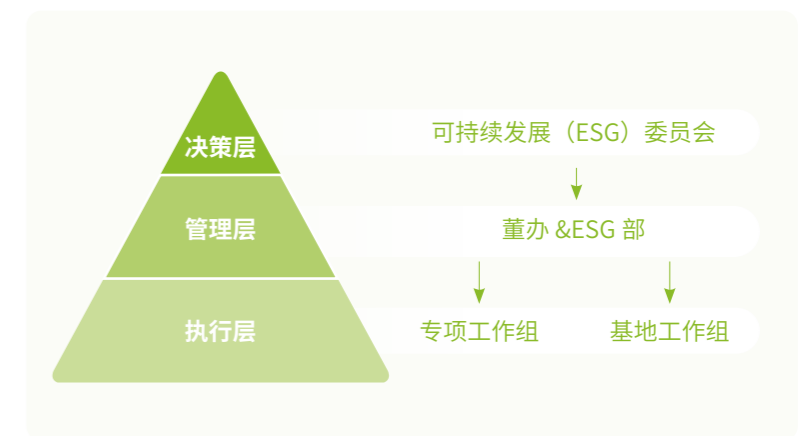 决策层
可持续发展（ESG）委员会
管理层
董办 &ESG 部
执行层
专项工作组
基地工作组